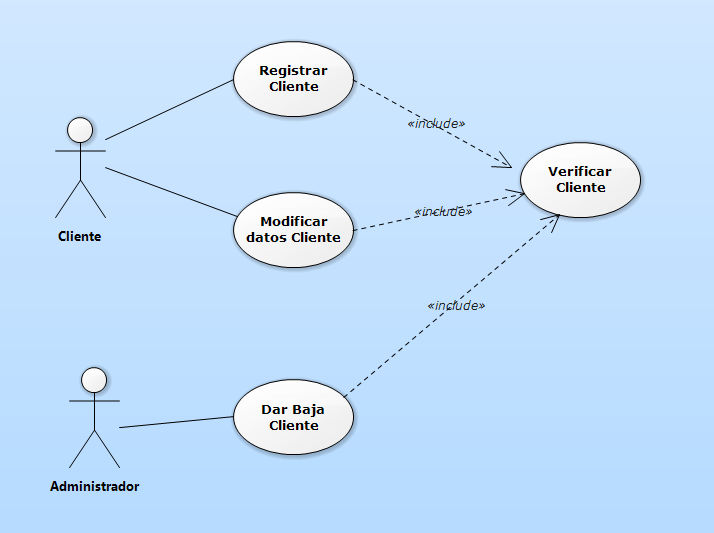 Registrar
Cliente
«include»
Verificar
Cliente
Cliente
Modificar
datos Cliente
«include»
«include»
Dar Baja
Cliente
Administrador